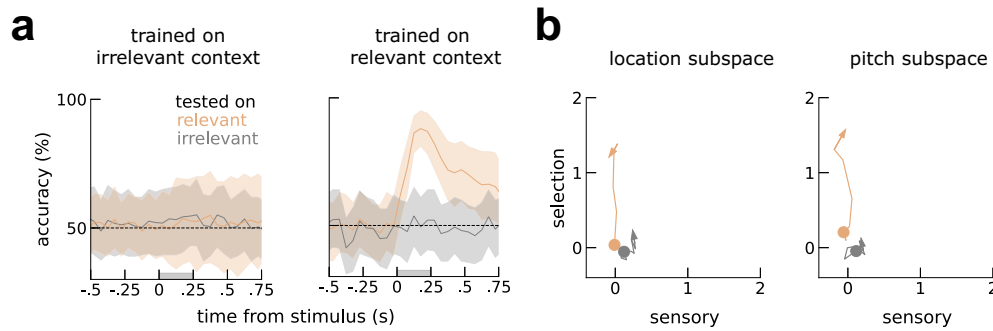 a
trained on
irrelevant context
trained on
relevant context
100
50
accuracy (%)
tested on
relevant
irrelevant
-.5 -.25 0 .25 .5 .75
-.5 -.25 0 .25 .5 .75
time from stimulus (s)
b
location subspace
pitch subspace
selection
2
1
0
0 1 2
sensory
2
1
0
0 1 2
sensory